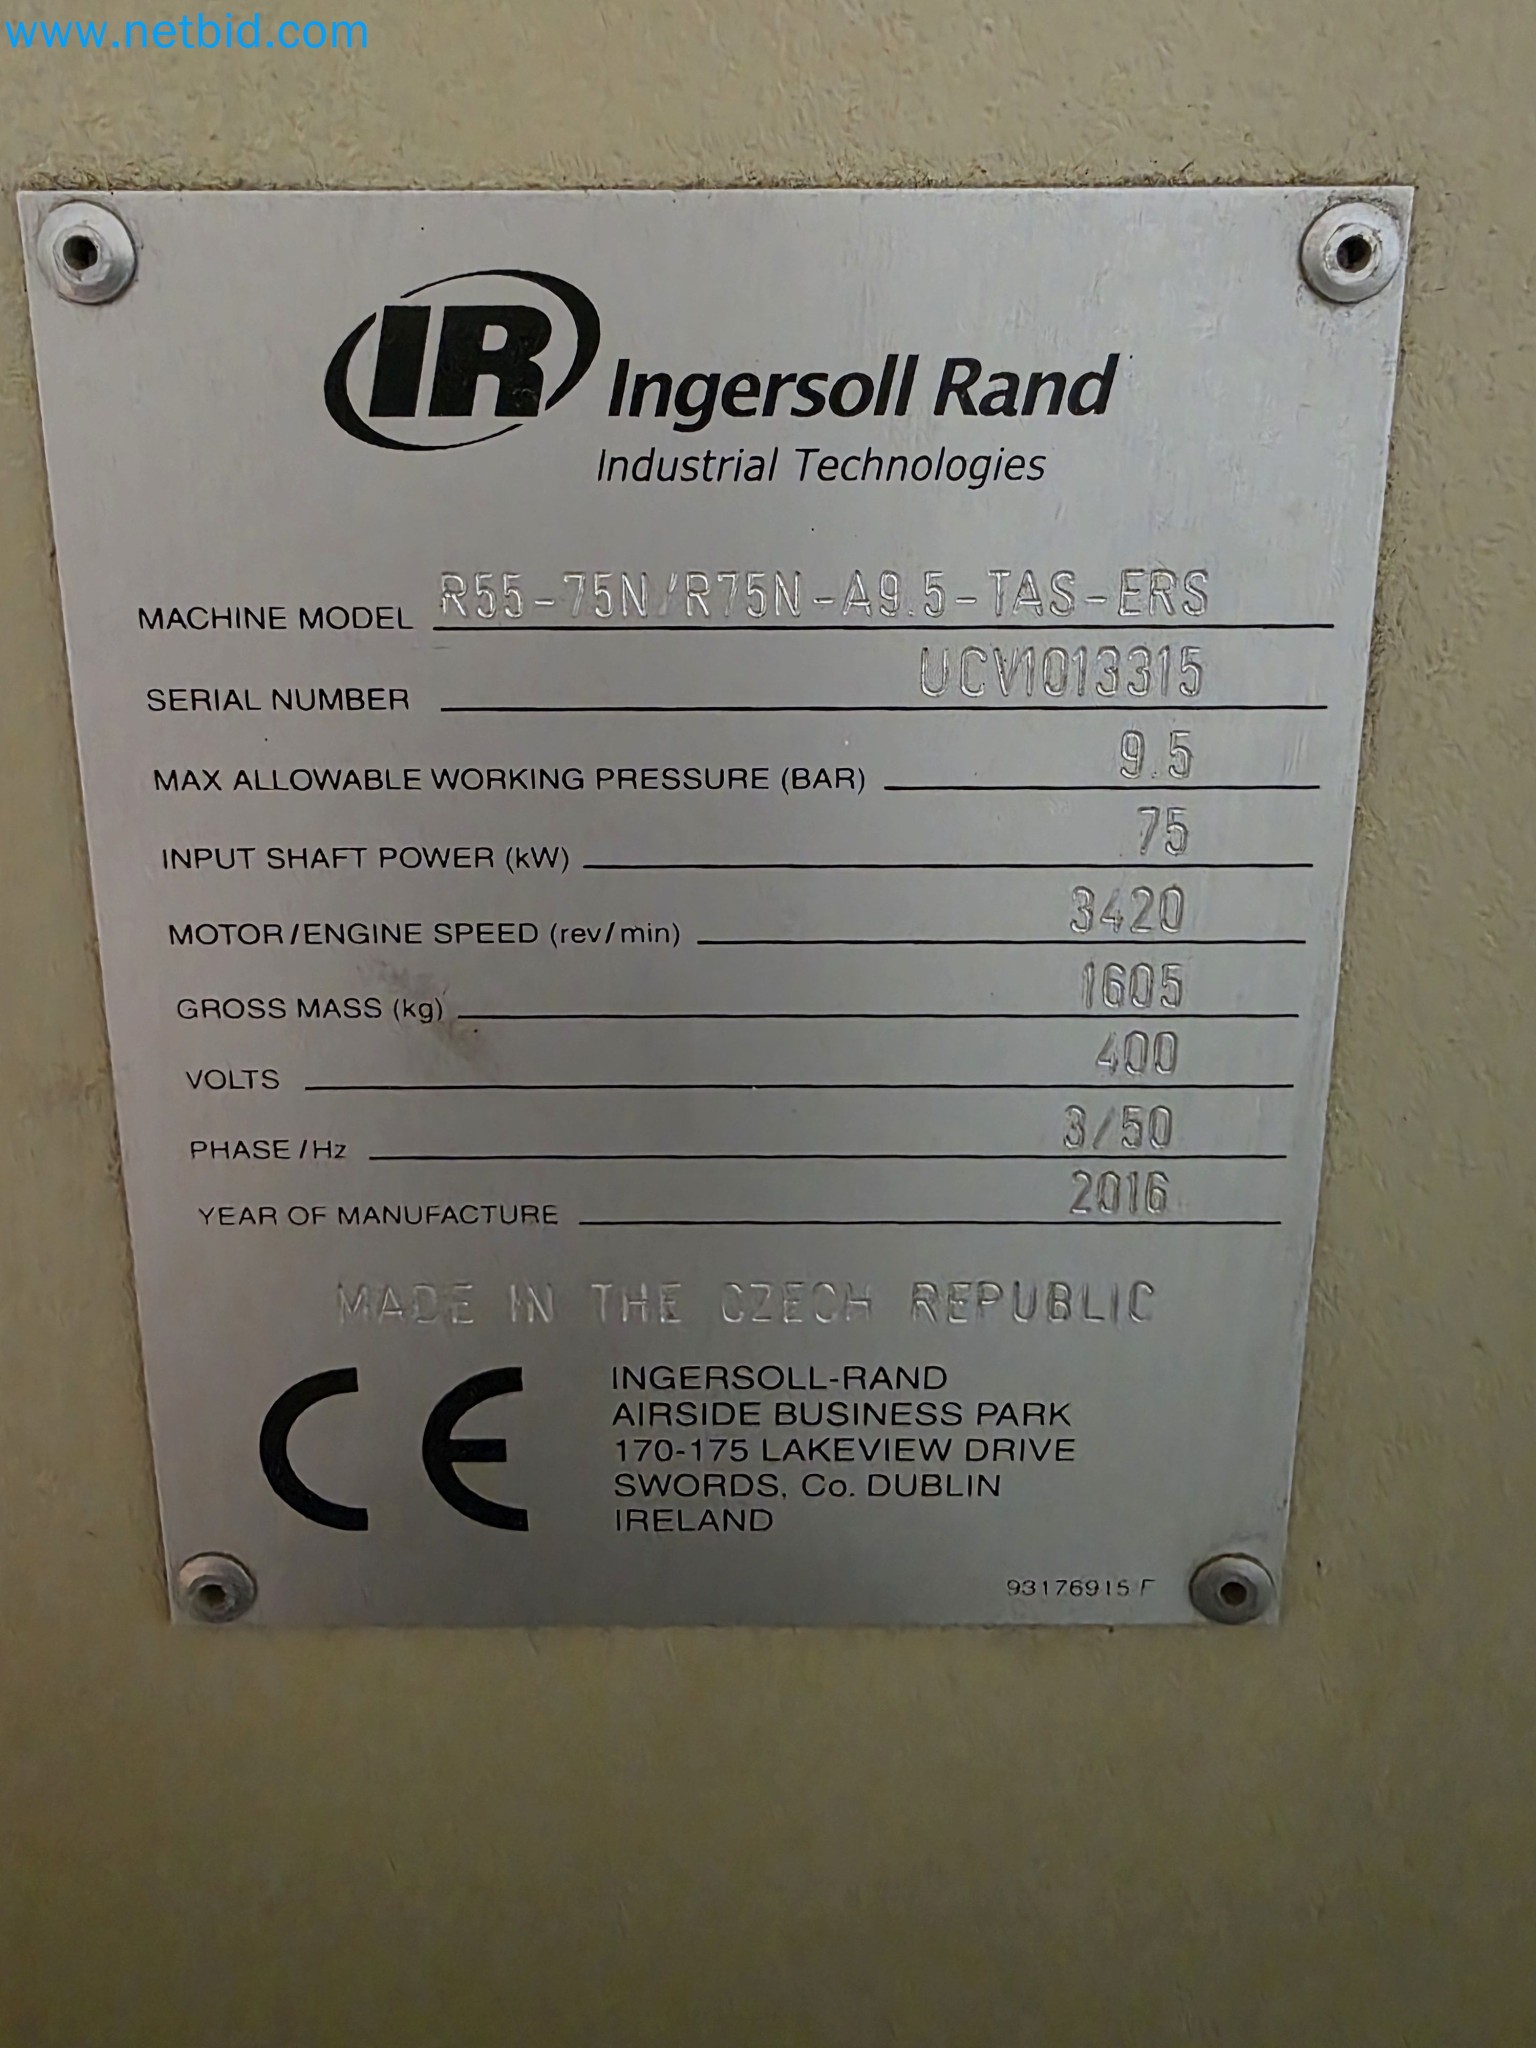 www.netbid.com
IR Ingersoll Rand
Industrial Technologies
MACHINE MODEL R55-75N/R75N-A9.5-TAS-ERS
SERIAL NUMBER UCV1013315
MAX ALLOWABLE WORKING PRESSURE (BAR) 9.5
INPUT SHAFT POWER (kW) 75
MOTOR/ENGINE SPEED (rev/min) 3420
GROSS MASS (kg) 1605
VOLTS 400
PHASE/Hz 3/50
YEAR OF MANUFACTURE 2016
MADE IN THE CZECH REPUBLIC
CE
INGERSOLL-RAND
AIRSIDE BUSINESS PARK
170-175 LAKEVIEW DRIVE
SWORDS, Co. DUBLIN
IRELAND
93176915 F